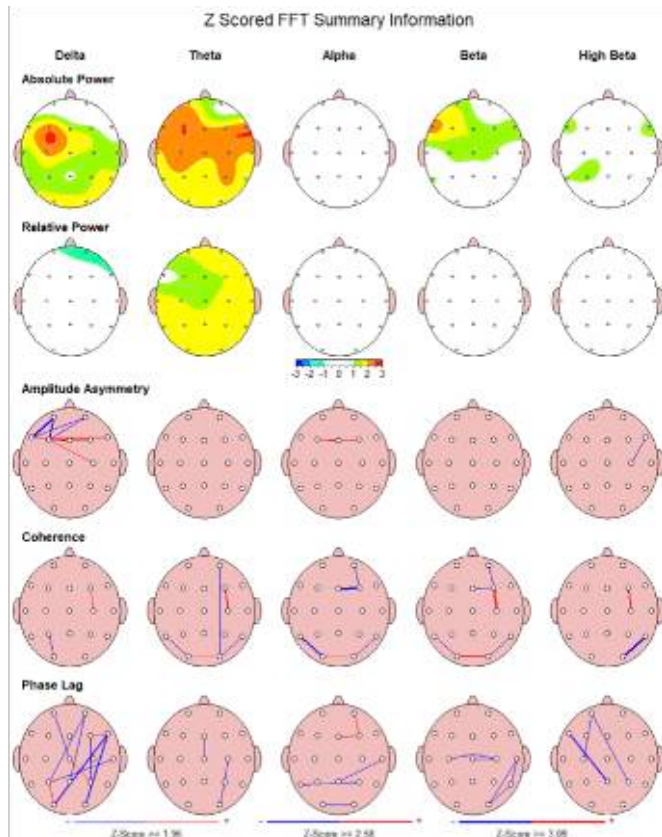 Z Scored FFT Summary Information
Delta Theta Alpha Beta High Beta
Absolute Power
Relative Power
-3 -2 -1 0 1 2 3
Amplitude Asymmetry
Coherence
Phase Lag
- + - + - +
Z-Score >= 1.96 Z-Score >= 2.58 Z-Score >= 3.09